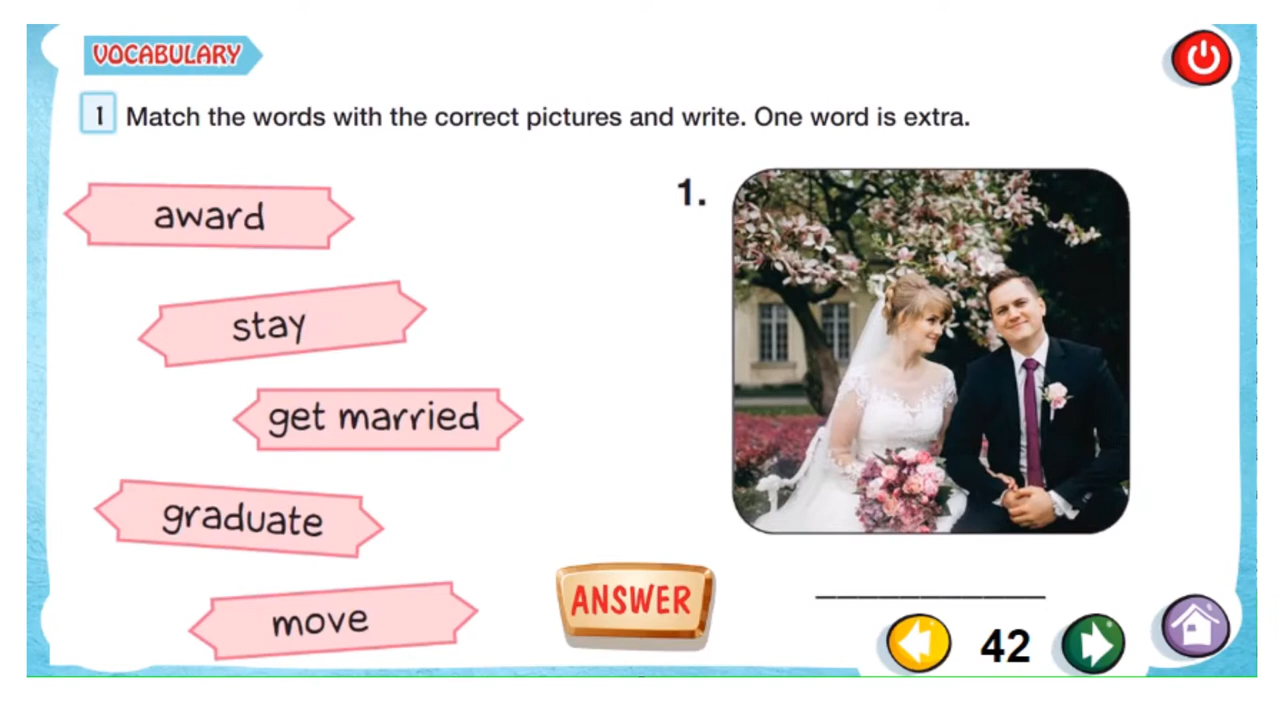 VOCABULARY
1 Match the words with the correct pictures and write. One word is extra.
award
1.
stay
get married
graduate
move
ANSWER
42